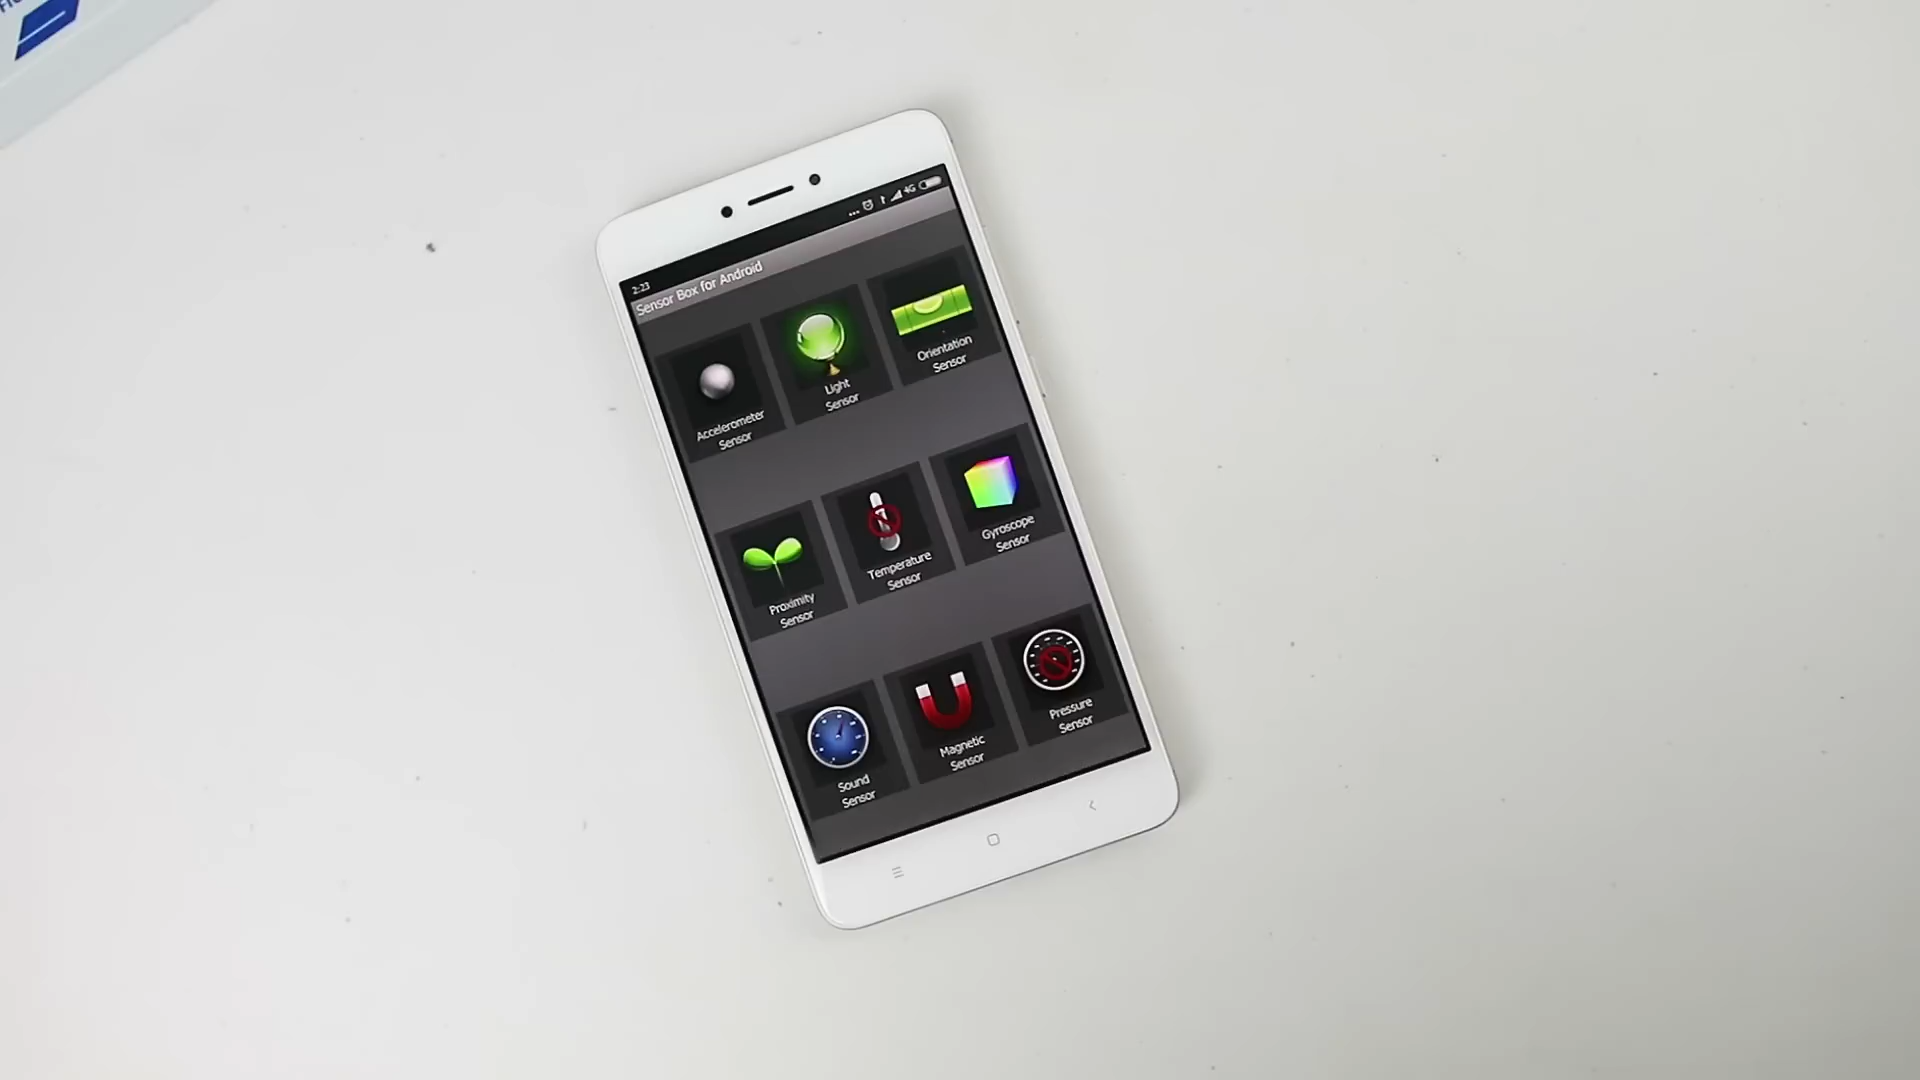 2:23
4G
Sensor Box for Android
Accelerometer
Sensor
Light
Sensor
Orientation
Sensor
Proximity
Sensor
Temperature
Sensor
Gyroscope
Sensor
Sound
Sensor
Magnetic
Sensor
Pressure
Sensor